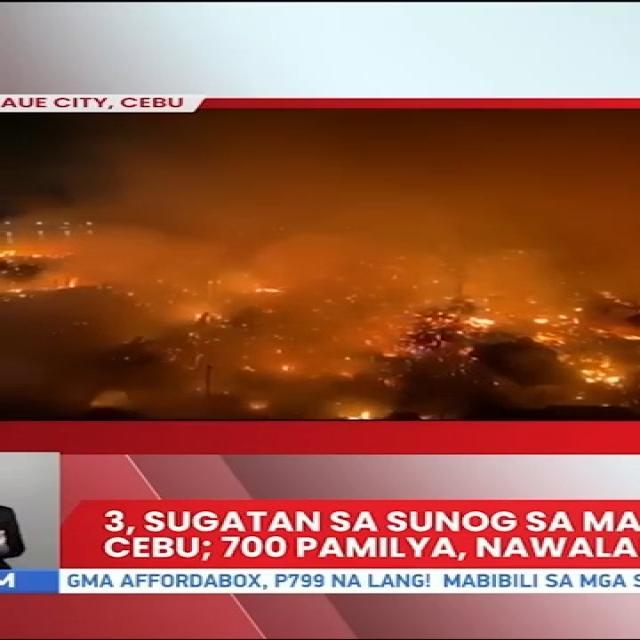 AUE CITY, CEBU
3, SUGATAN SA SUNOG SA MA
CEBU; 700 PAMILYA, NAWALA
M GMA AFFORDABOX, P799 NA LANG! MABIBILI SA MGA S